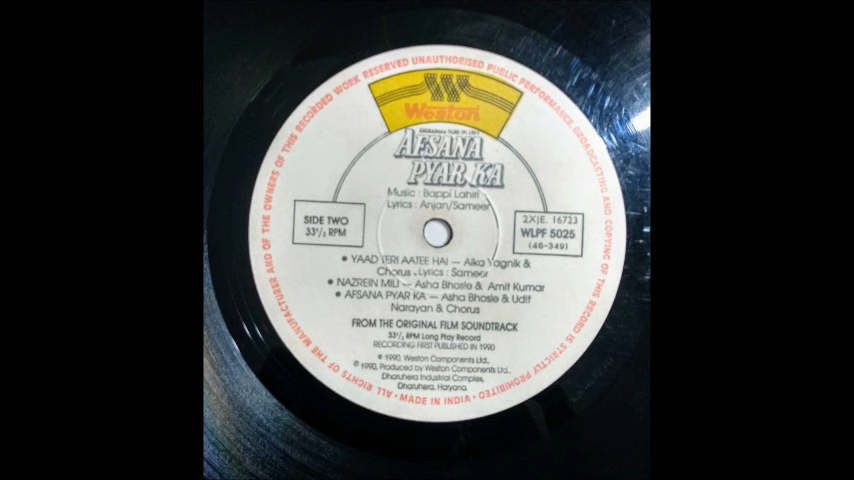 ALL RIGHTS OF THE MANUFACTURER AND OF THE OWNERS OF THIS RECORDED WORK RESERVED UNAUTHORISED PUBLIC PERFORMANCE BROADCASTING AND COPYING OF THIS RECORD IS STRICTLY PROHIBITED • MADE IN INDIA •
Weston
AFSANA
PYAR KA
Music : Bappi Lahiri
Lyrics : Anjan/Sameer
SIDE TWO
33⅓ RPM
2XJE. 16723
WLPF 5025
(46-349)
• YAAD TERI AATEE HAI — Alka Yagnik &
Chorus. Lyrics : Sameer
• NAZREIN MILI — Asha Bhosle & Amit Kumar
• AFSANA PYAR KA — Asha Bhosle & Udit
Narayan & Chorus
FROM THE ORIGINAL FILM SOUNDTRACK
33⅓ RPM Long Play Record
RECORDING FIRST PUBLISHED IN 1990
℗ 1990, Weston Components Ltd.,
© 1990, Produced by Weston Components Ltd.,
Dharuhera Industrial Complex,
Dharuhera, Haryana.